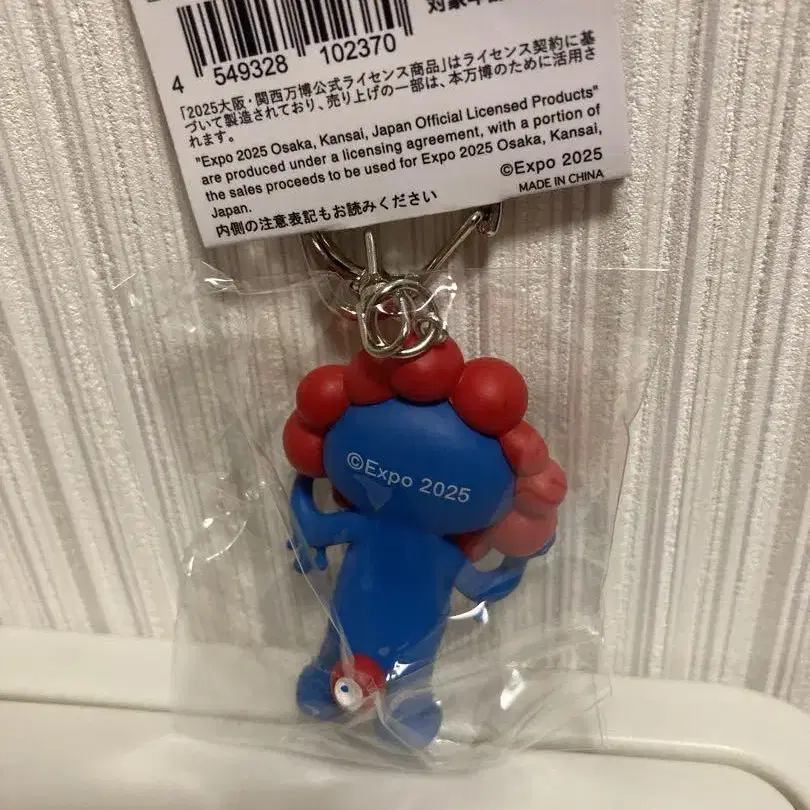 対象年齢
4 549328 102370
「2025大阪・関西万博公式ライセンス商品」はライセンス契約に基
づいて製造されており、売り上げの一部は、本万博のために活用さ
れます。
"Expo 2025 Osaka, Kansai, Japan Official Licensed Products"
are produced under a licensing agreement, with a portion of
the sales proceeds to be used for Expo 2025 Osaka, Kansai,
Japan.
©Expo 2025
MADE IN CHINA
内側の注意表記もお読みください
©Expo 2025